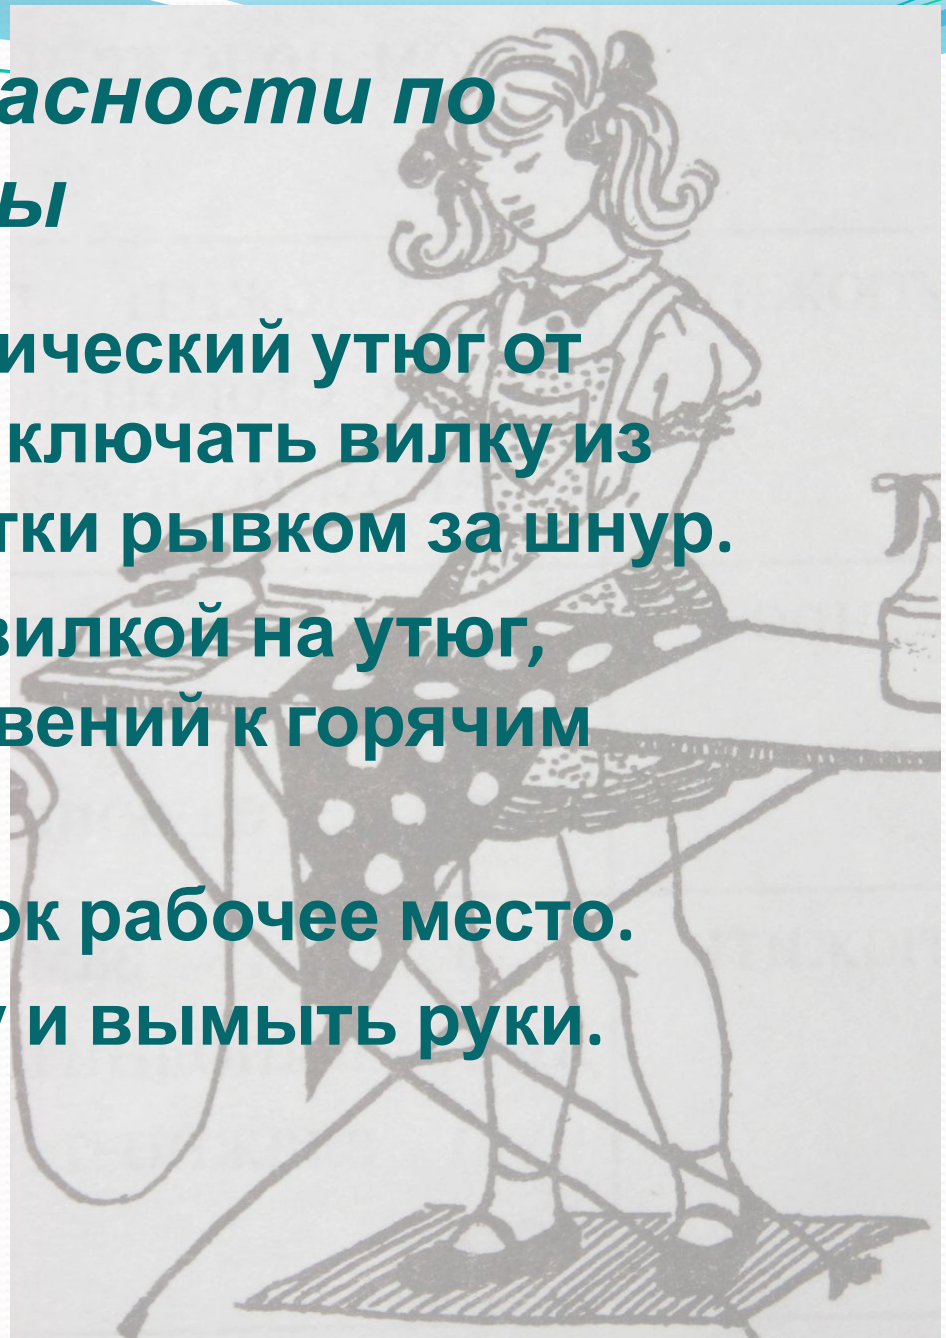 асности по
ы
ический утюг от
ключать вилку из
тки рывком за шнур.
вилкой на утюг,
вений к горячим
ок рабочее место.
у и вымыть руки.